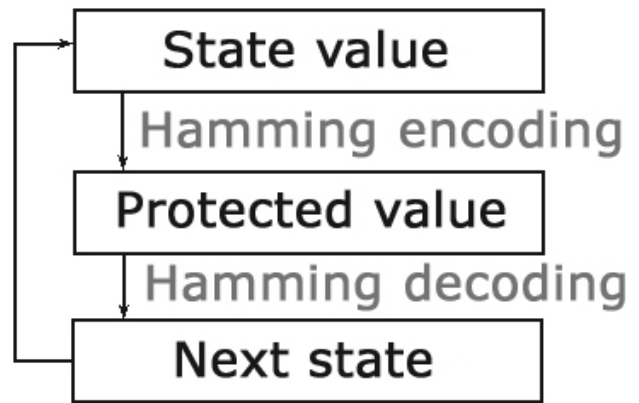 State value
Hamming encoding
Protected value
Hamming decoding
Next state